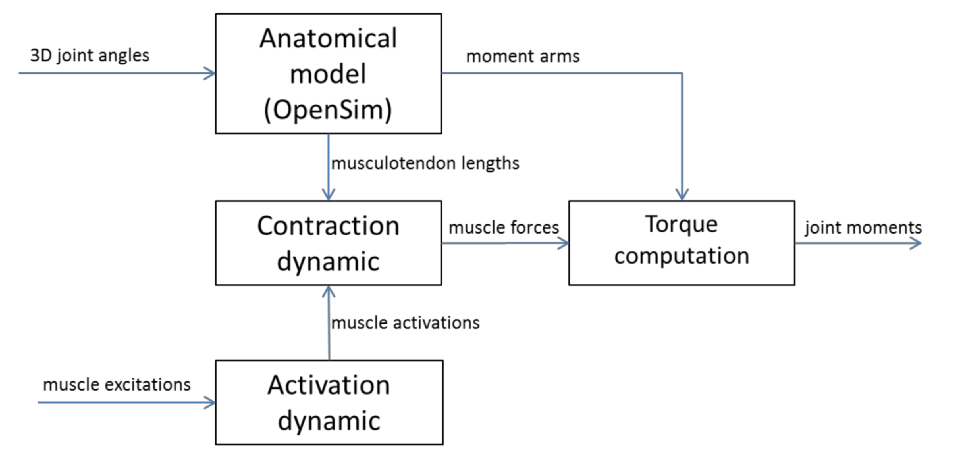 3D joint angles
Anatomical
model
(OpenSim)
moment arms
musculotendon lengths
Contraction
dynamic
muscle forces
Torque
computation
joint moments
muscle activations
muscle excitations
Activation
dynamic